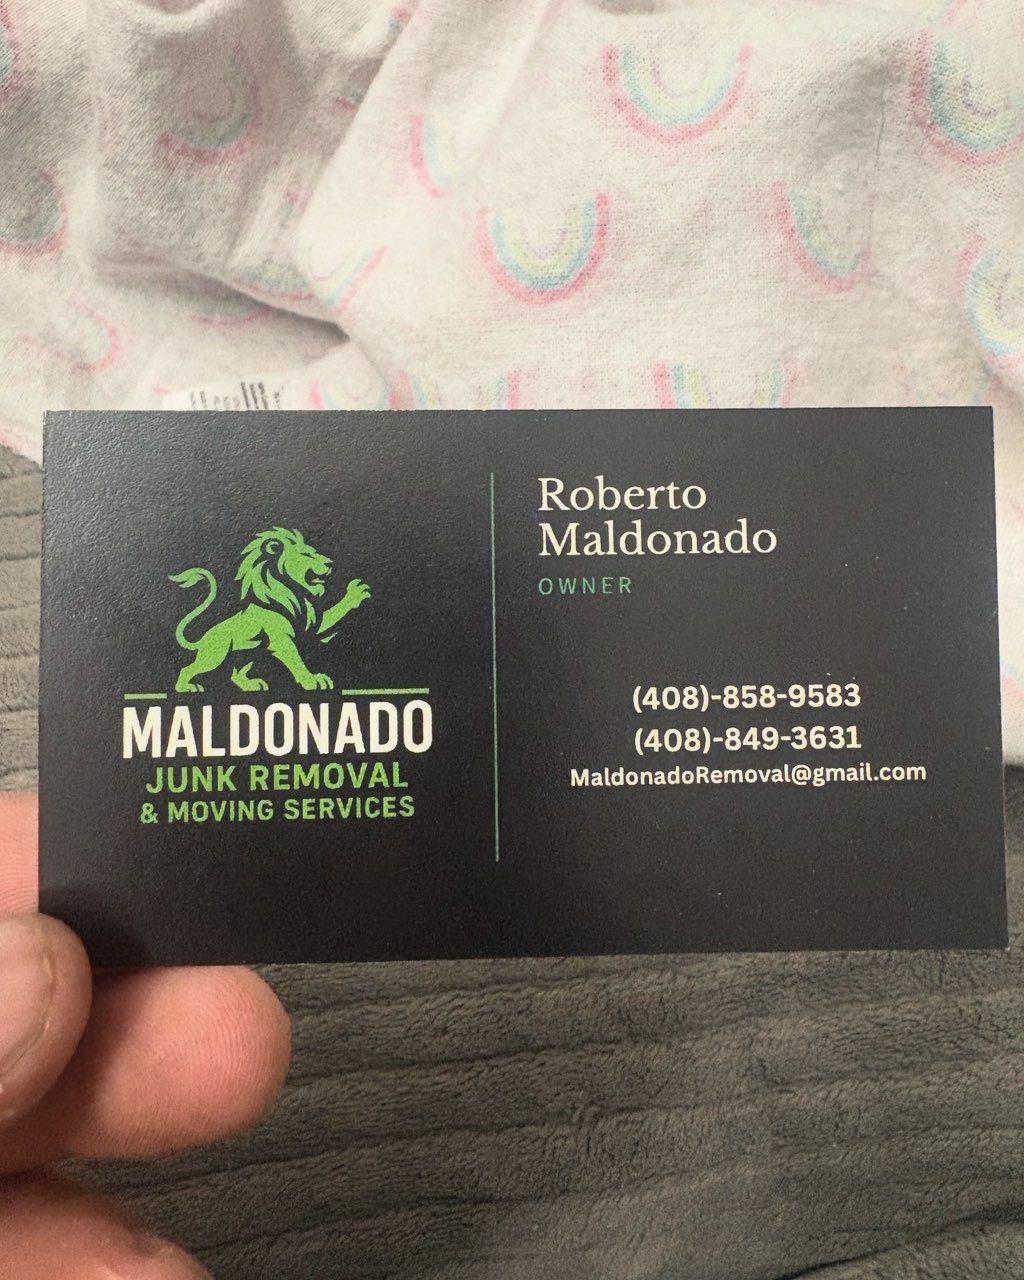 MALDONADO
JUNK REMOVAL
& MOVING SERVICES
Roberto
Maldonado
OWNER
(408)-858-9583
(408)-849-3631
MaldonadoRemoval@gmail.com